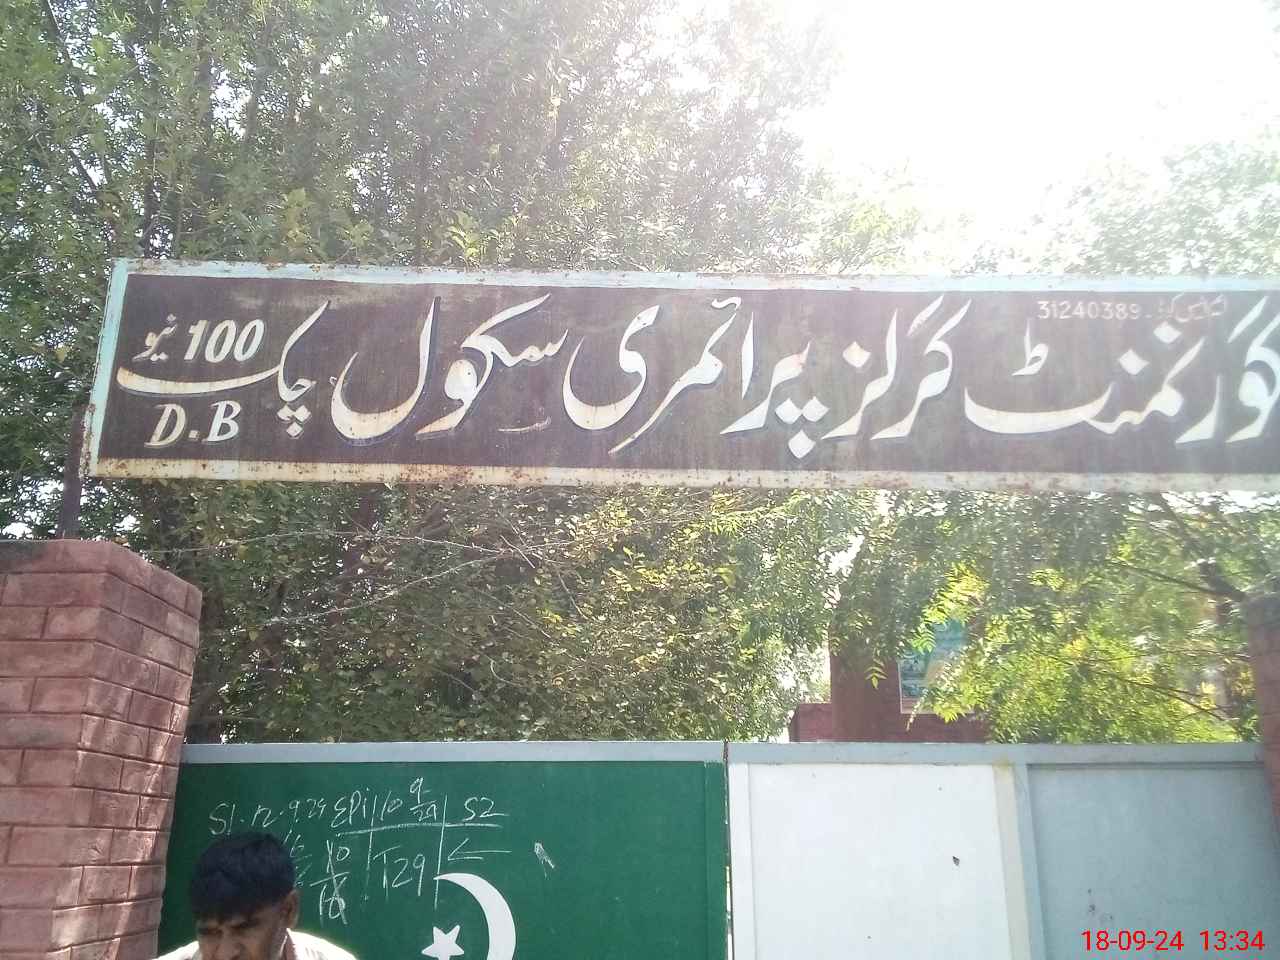 31240389
گورنمنٹ گرلز پرائمری سکول چک 100 نیو
D.B
S1. 12-9-24 EPi 10 9/24 S2
T29
18-09-24 13:34